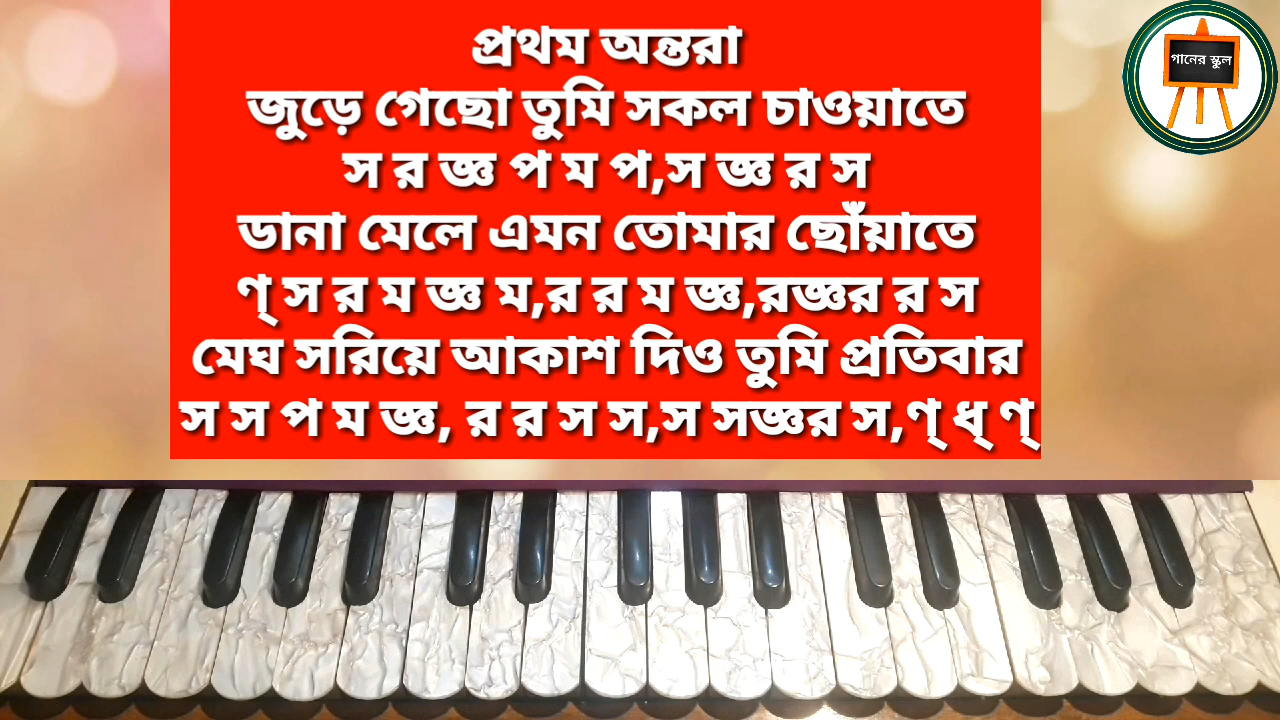 প্রথম অন্তরা
জুড়ে গেছো তুমি সকল চাওয়াতে
স র জ্ঞ প ম প,স জ্ঞ র স
ডানা মেলে এমন তোমার ছোঁয়াতে
ণ্ স র ম জ্ঞ ম,র র ম জ্ঞ,রজ্ঞর র স
মেঘ সরিয়ে আকাশ দিও তুমি প্রতিবার
স স প ম জ্ঞ, র র স স,স সজ্ঞর স,ণ্ ধ্ ণ্
গানের স্কুল